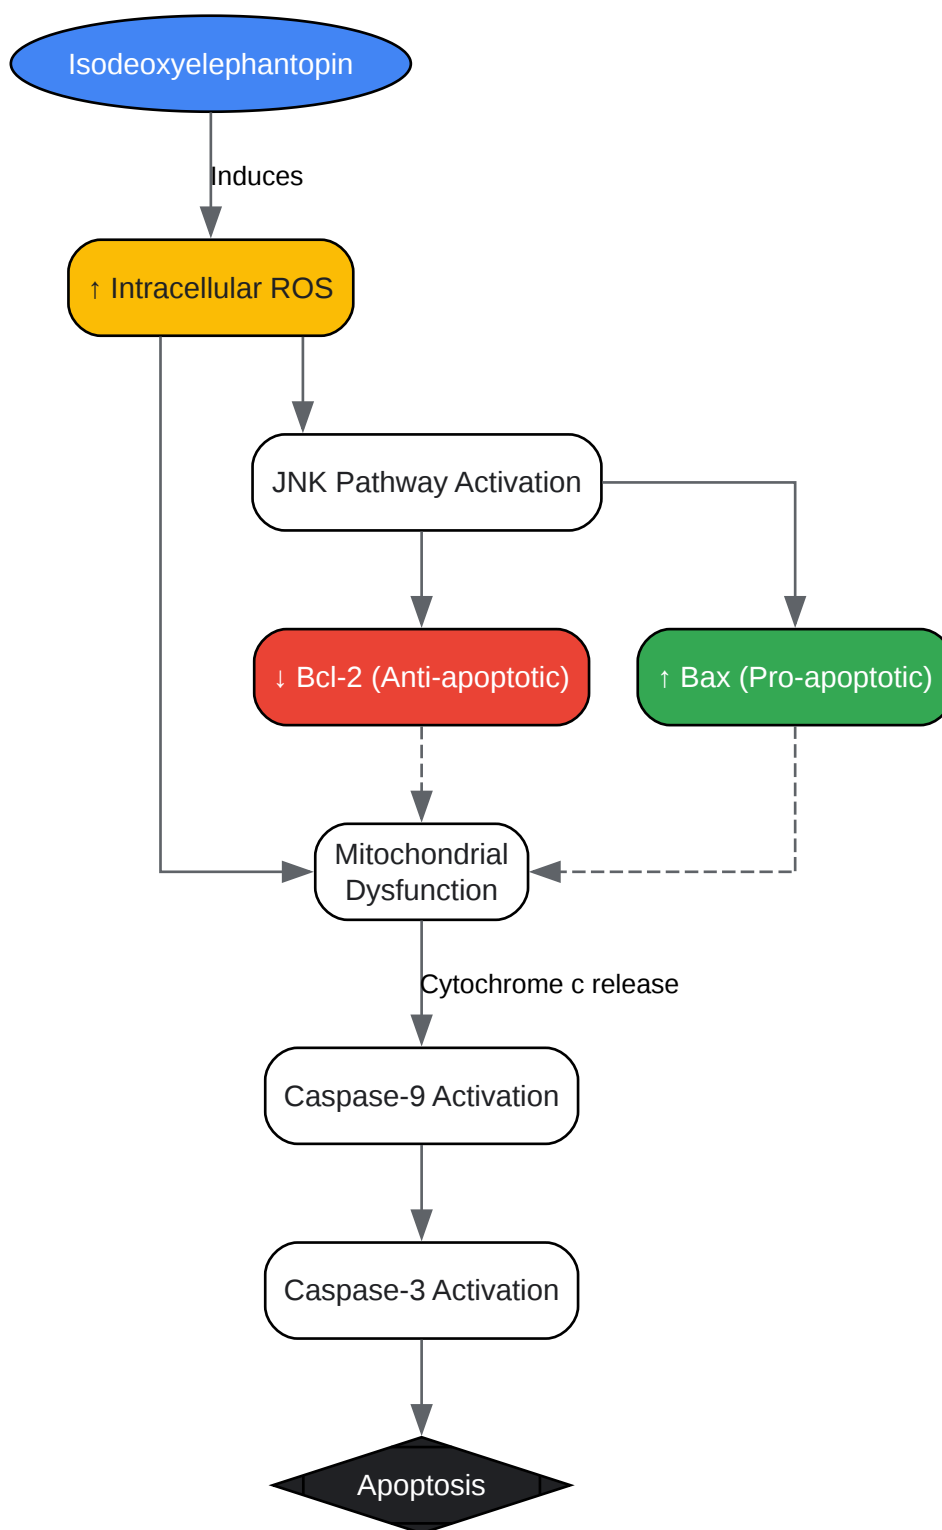 Isodeoxyelephantopin
Induces
↑ Intracellular ROS
JNK Pathway Activation
↓ Bcl-2 (Anti-apoptotic)
↑ Bax (Pro-apoptotic)
Mitochondrial
Dysfunction
Cytochrome c release
Caspase-9 Activation
Caspase-3 Activation
Apoptosis